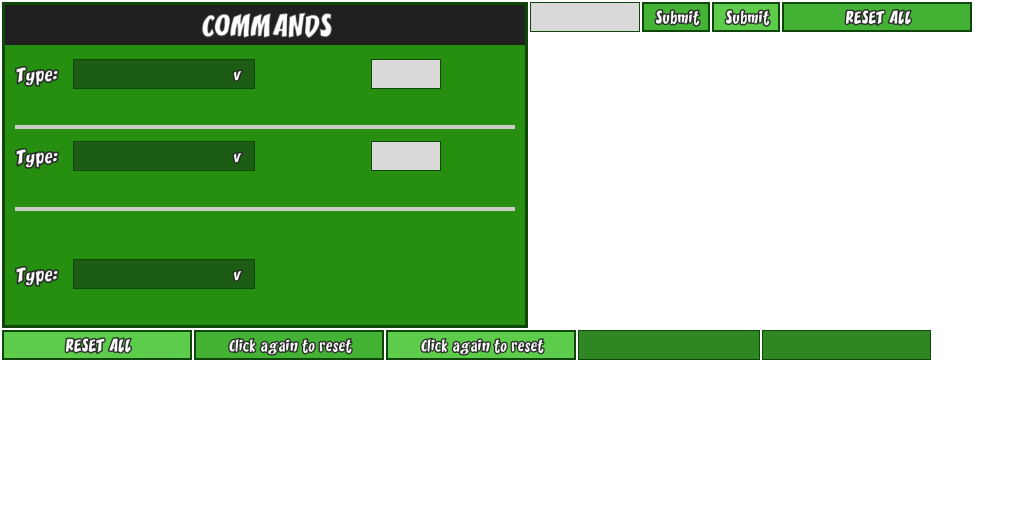 COMMANDS
Submit
Submit
RESET ALL
Type:
v
Type:
v
Type:
v
RESET ALL
Click again to reset
Click again to reset